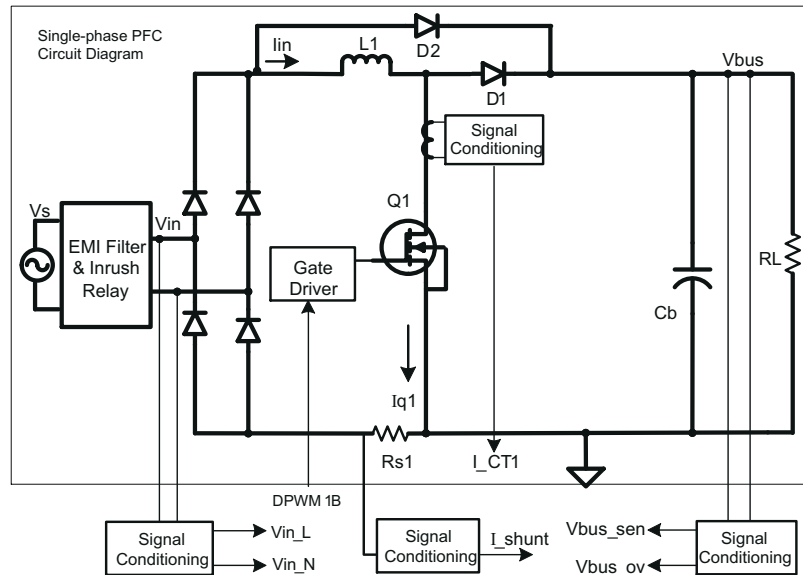 Single-phase PFC
Circuit Diagram
D2
Iin
L1
D1
Vbus
Signal
Conditioning
Q1
Vs
Vin
EMI Filter
& Inrush
Relay
Gate
Driver
RL
Cb
Iq1
Rs1
I_CT1
DPWM 1B
Signal
Conditioning
Vin_L
Vin_N
Signal
Conditioning
I_shunt
Vbus_sen
Vbus_ov
Signal
Conditioning